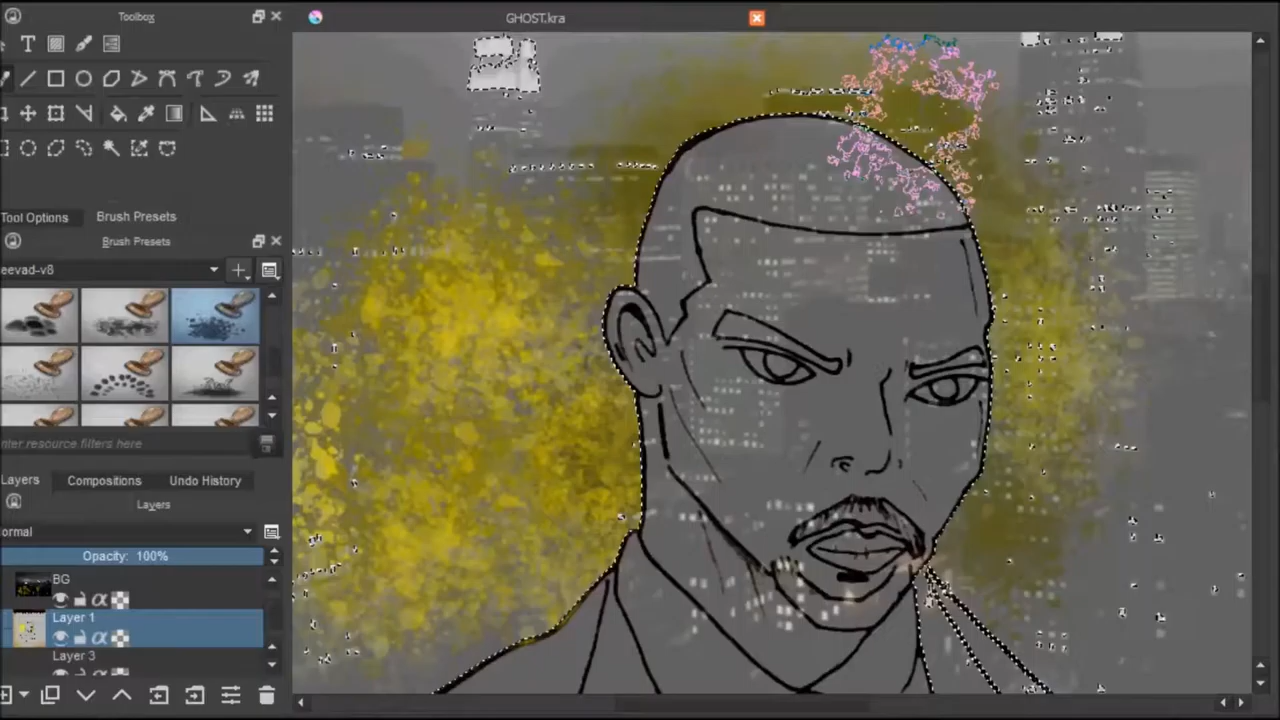 Toolbox
GHOST.kra
T
Tool Options
Brush Presets
Brush Presets
eevad-v8
nter resource filters here
Layers
Compositions
Undo History
Layers
ormal
Opacity: 100%
BG
Layer 1
Layer 3